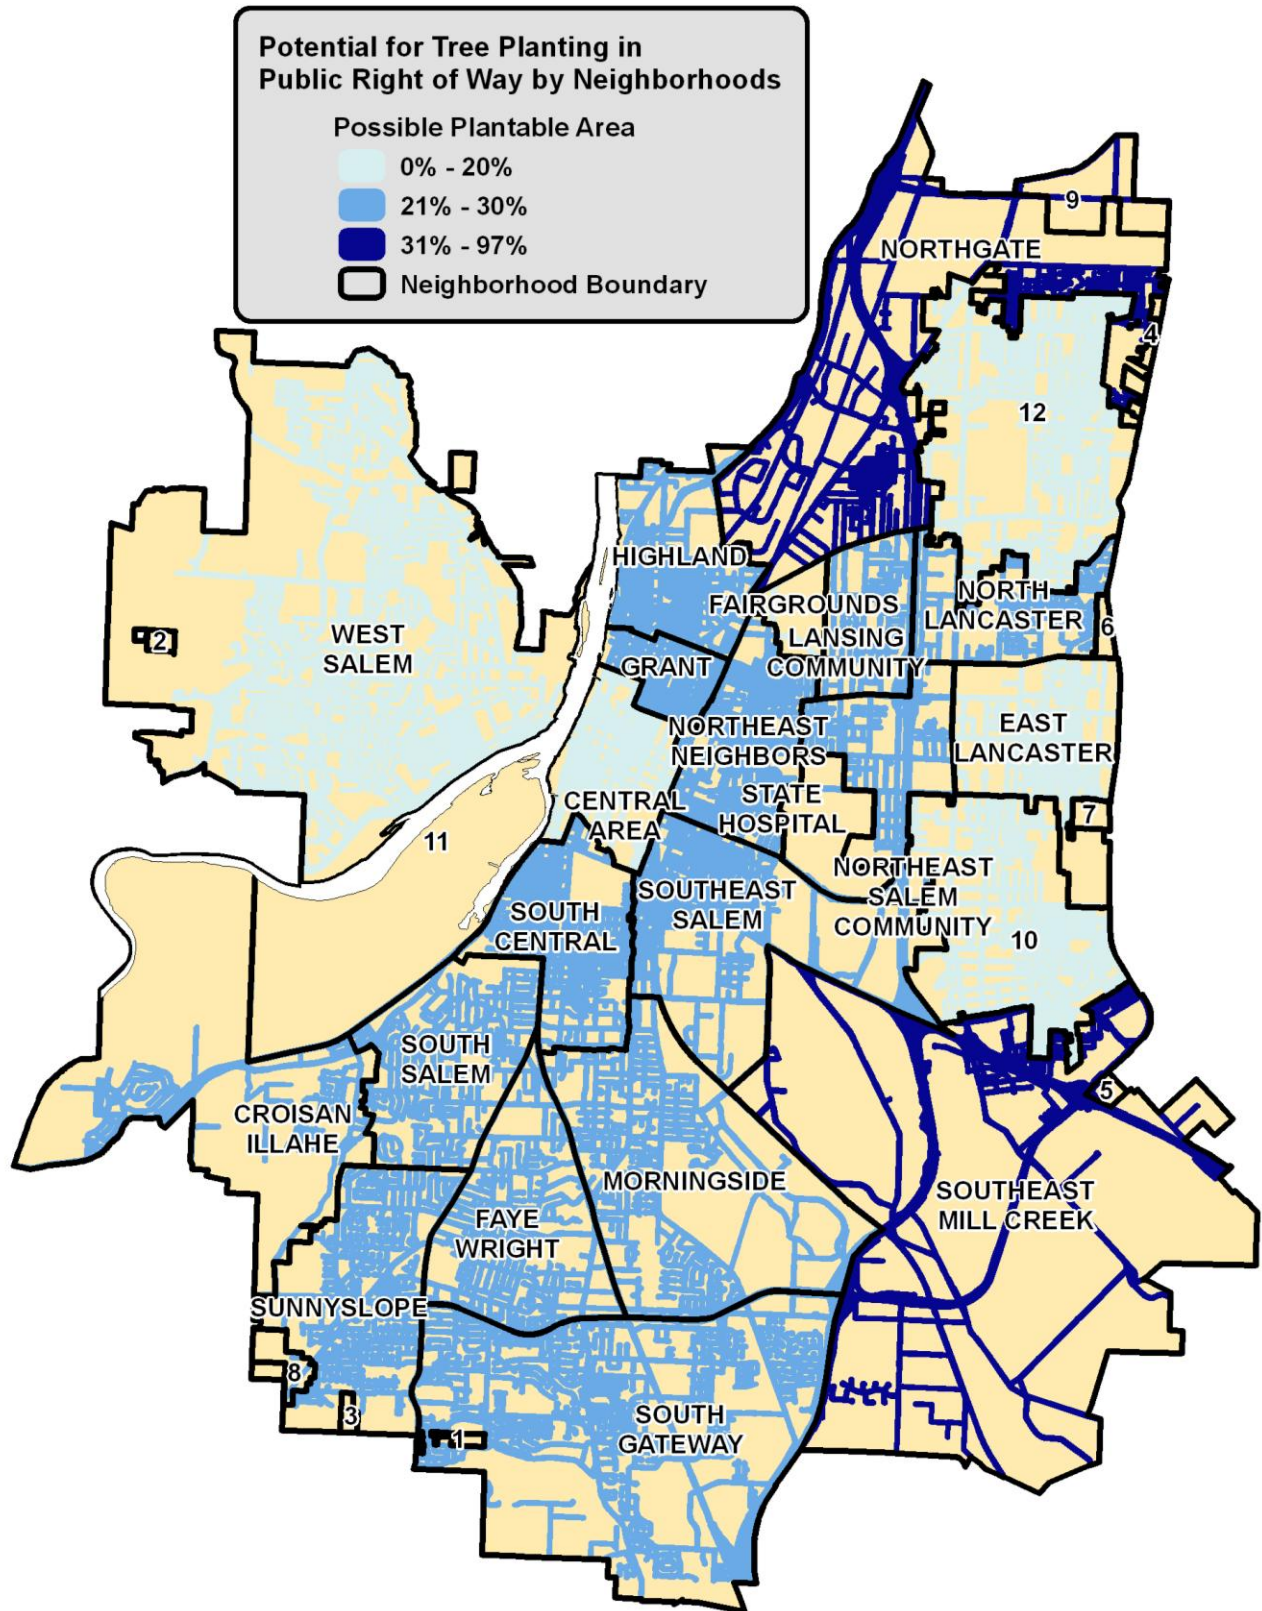 Potential for Tree Planting in
Public Right of Way by Neighborhoods
Possible Plantable Area
0% - 20%
21% - 30%
31% - 97%
Neighborhood Boundary
9
NORTHGATE
4
12
HIGHLAND
FAIRGROUNDS
NORTH
LANCASTER
6
WEST
SALEM
2
LANSING
COMMUNITY
GRANT
NORTHEAST
NEIGHBORS
EAST
LANCASTER
STATE
HOSPITAL
7
CENTRAL
AREA
11
NORTHEAST
SALEM
COMMUNITY
SOUTHEAST
SALEM
SOUTH
CENTRAL
10
SOUTH
SALEM
5
CROISAN
ILLAHE
MORNINGSIDE
SOUTHEAST
MILL CREEK
FAYE
WRIGHT
SUNNYSLOPE
8
3
SOUTH
GATEWAY
1